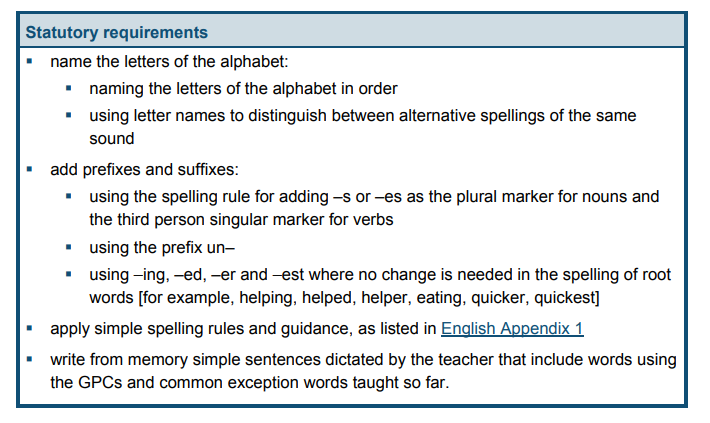 Statutory requirements
▪ name the letters of the alphabet:
▪ naming the letters of the alphabet in order
▪ using letter names to distinguish between alternative spellings of the same
sound
▪ add prefixes and suffixes:
▪ using the spelling rule for adding –s or –es as the plural marker for nouns and
the third person singular marker for verbs
▪ using the prefix un–
▪ using –ing, –ed, –er and –est where no change is needed in the spelling of root
words [for example, helping, helped, helper, eating, quicker, quickest]
▪ apply simple spelling rules and guidance, as listed in English Appendix 1
▪ write from memory simple sentences dictated by the teacher that include words using
the GPCs and common exception words taught so far.